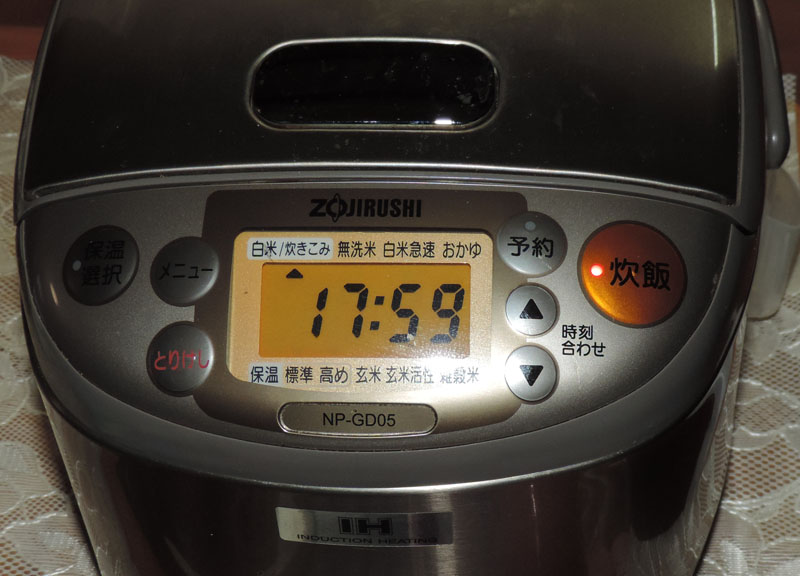 ZOJIRUSHI
保温
選択
メニュー
とりけし
白米/炊きこみ 無洗米 白米急速 おかゆ
17:59
保温 標準 高め 玄米 玄米活性 雑穀米
予約
炊飯
▲
▼
時刻
合わせ
NP-GD05
IH
INDUCTION HEATING